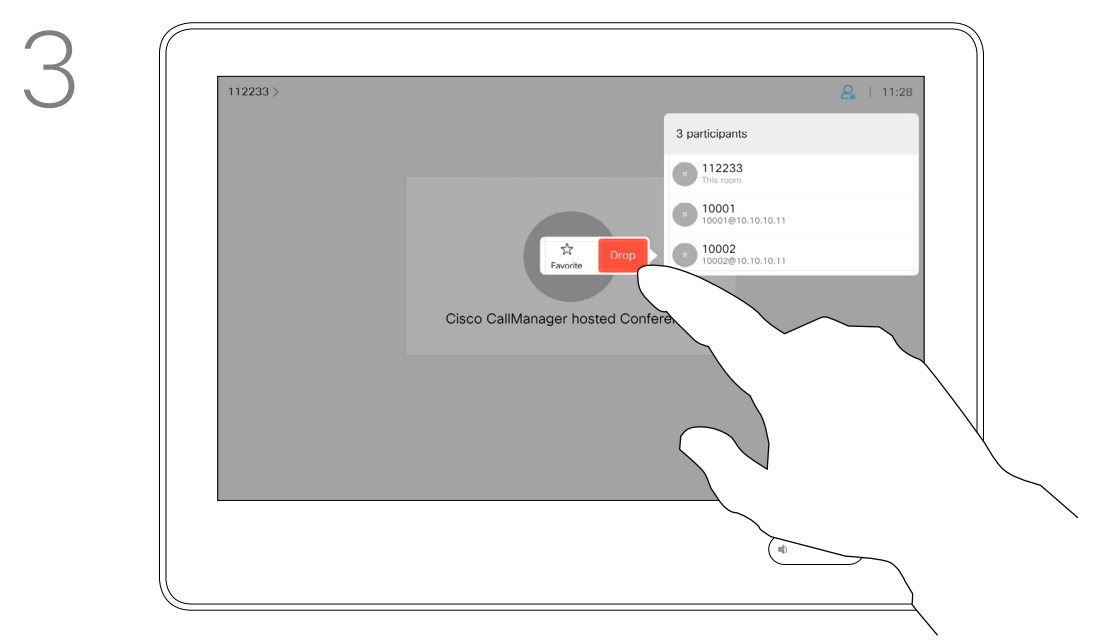 3
112233 >
| 11:28
3 participants
# 112233
This room
# 10001
10001@10.10.10.11
# 10002
10002@10.10.10.11
Favorite
Drop
Cisco CallManager hosted Confere